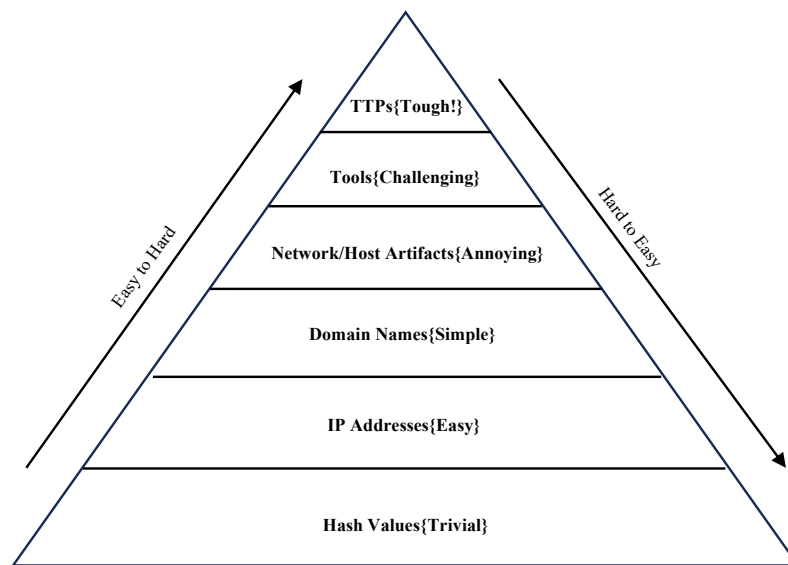 TTPs{Tough!}
Tools{Challenging}
Network/Host Artifacts{Annoying}
Domain Names{Simple}
IP Addresses{Easy}
Hash Values{Trivial}
Easy to Hard
Hard to Easy